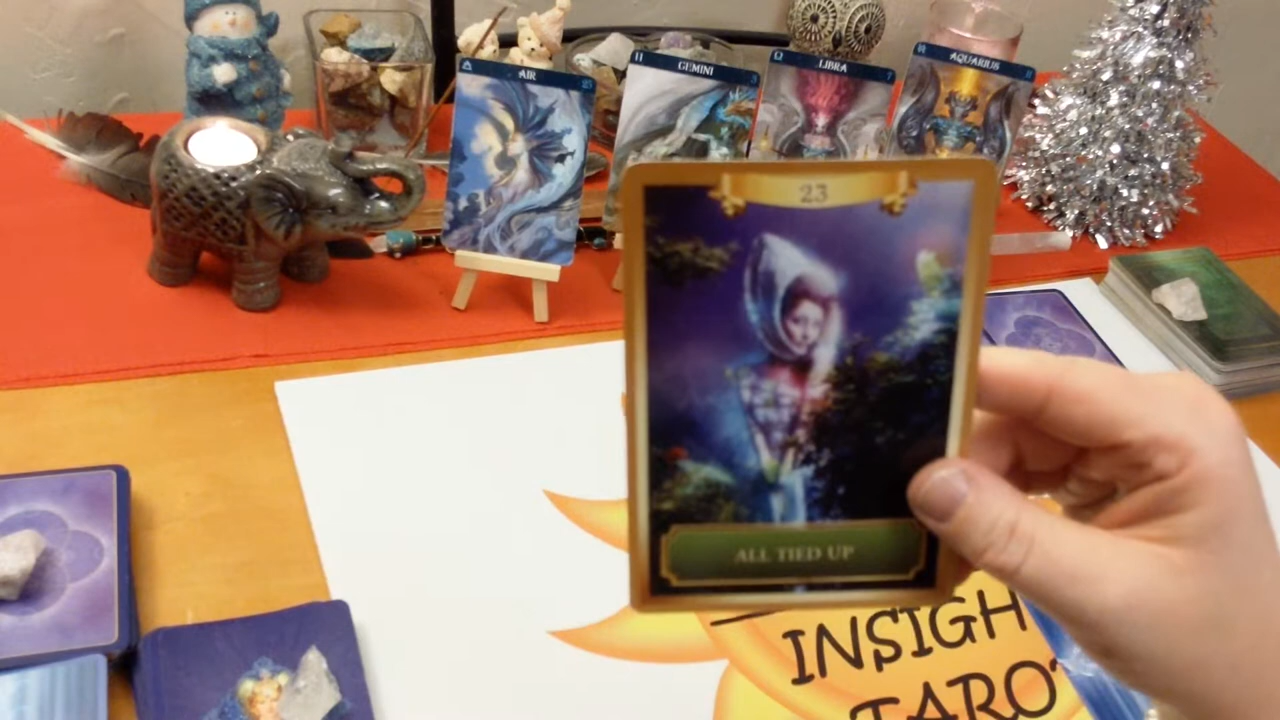 AIR
GEMINI
LIBRA
AQUARIUS
23
ALL TIED UP
INSIGH
TARO